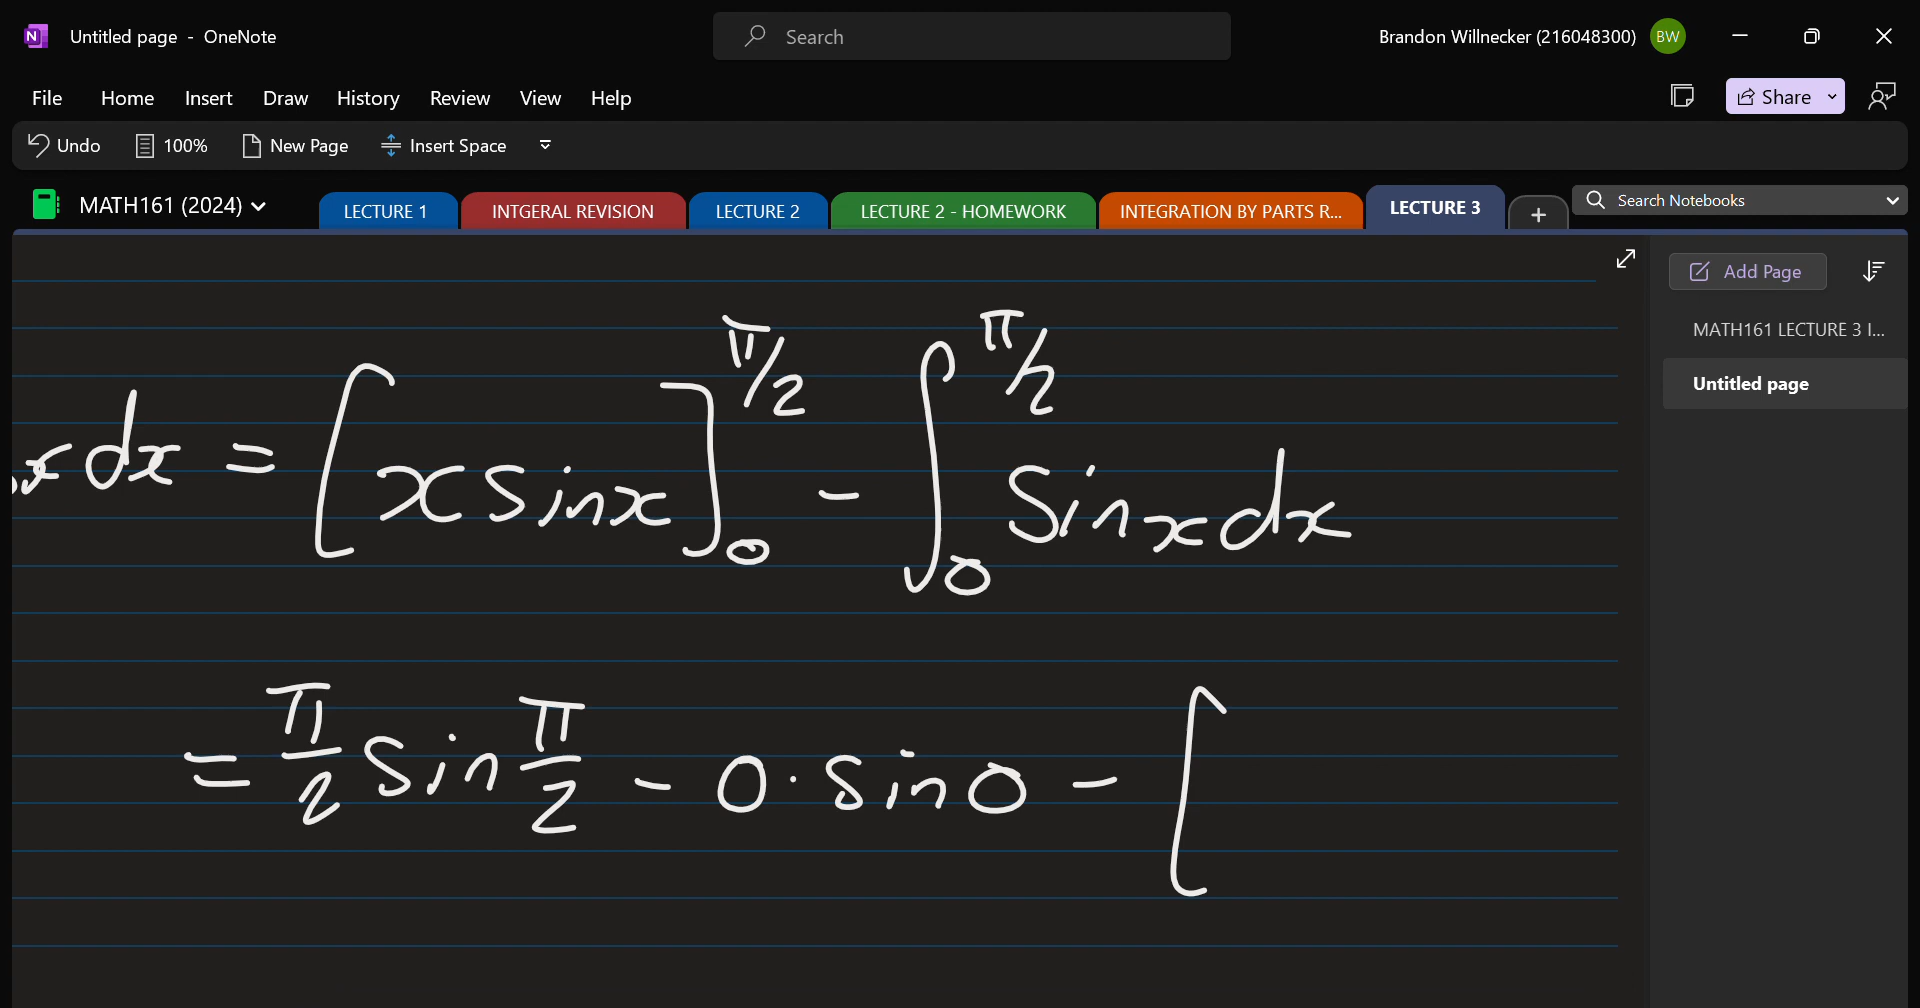 Untitled page - OneNote
Search
Brandon Willnecker (216048300) BW
File Home Insert Draw History Review View Help
Share
Undo 100% New Page Insert Space
MATH161 (2024)
LECTURE 1 INTGERAL REVISION LECTURE 2 LECTURE 2 - HOMEWORK INTEGRATION BY PARTS R... LECTURE 3 +
Search Notebooks
Add Page
MATH161 LECTURE 3 I...
Untitled page
x dx = [x sin x]₀^π/2 - ∫₀^π/2 sin x dx
= π/2 sin π/2 - 0 · sin 0 - [